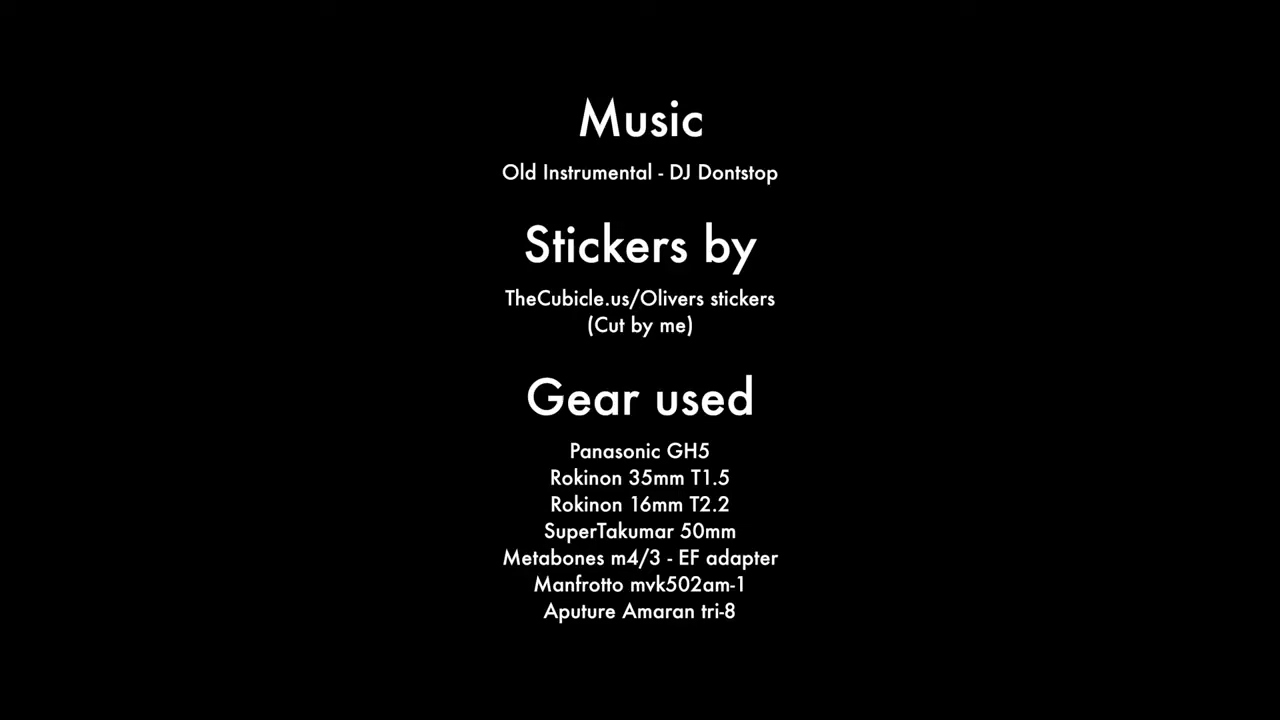 Music
Old Instrumental - DJ Dontstop
Stickers by
TheCubicle.us/Olivers stickers
(Cut by me)
Gear used
Panasonic GH5
Rokinon 35mm T1.5
Rokinon 16mm T2.2
SuperTakumar 50mm
Metabones m4/3 - EF adapter
Manfrotto mvk502am-1
Aputure Amaran tri-8